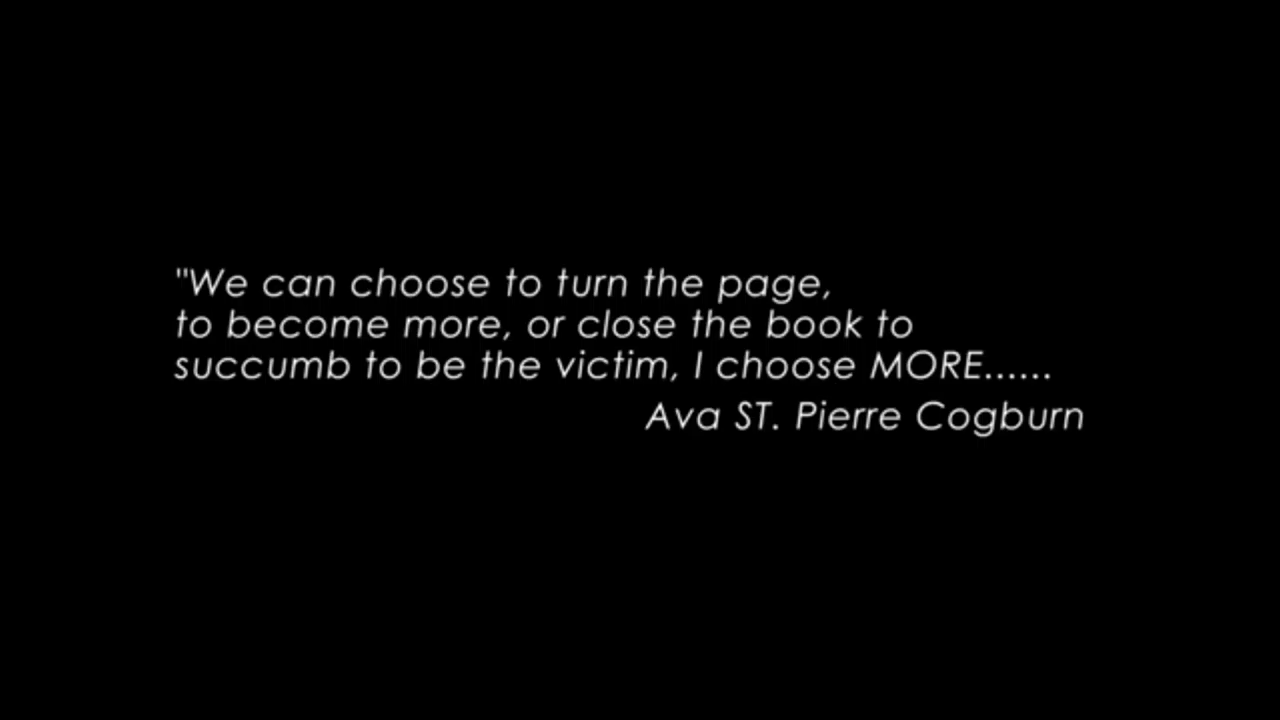 "We can choose to turn the page,
to become more, or close the book to
succumb to be the victim, I choose MORE......
Ava ST. Pierre Cogburn